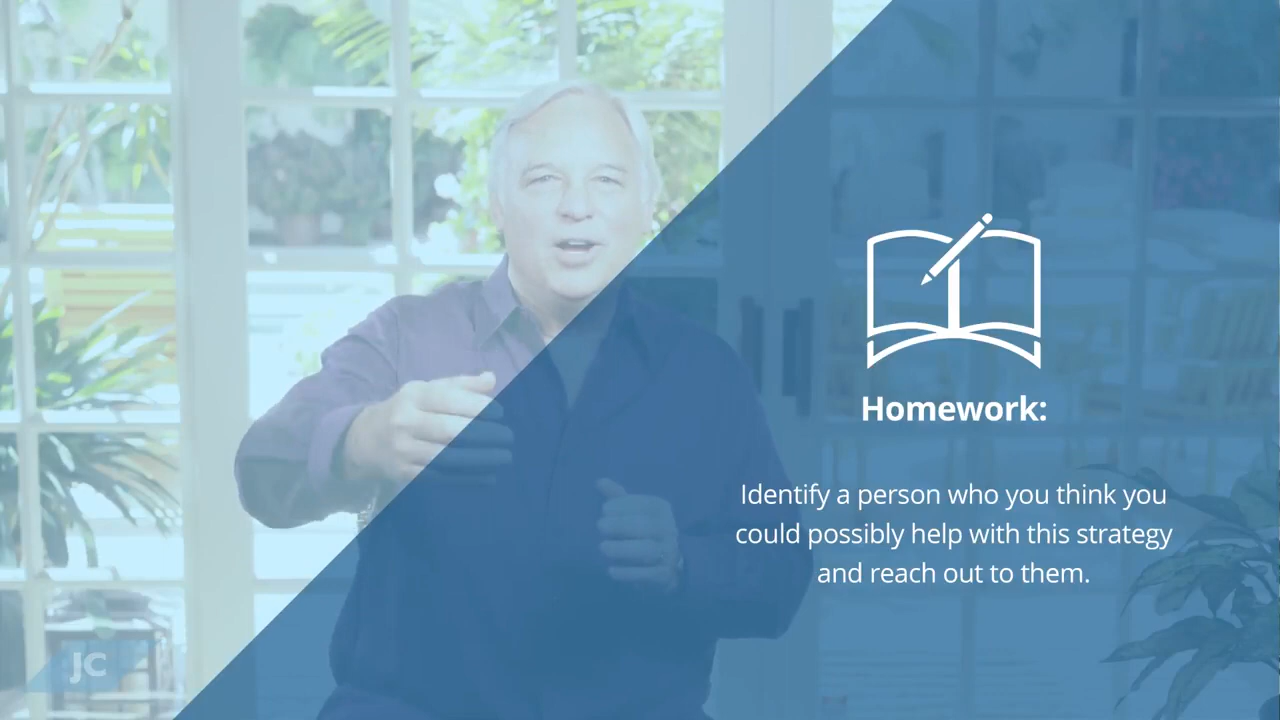 Homework:
Identify a person who you think you
could possibly help with this strategy
and reach out to them.
JC